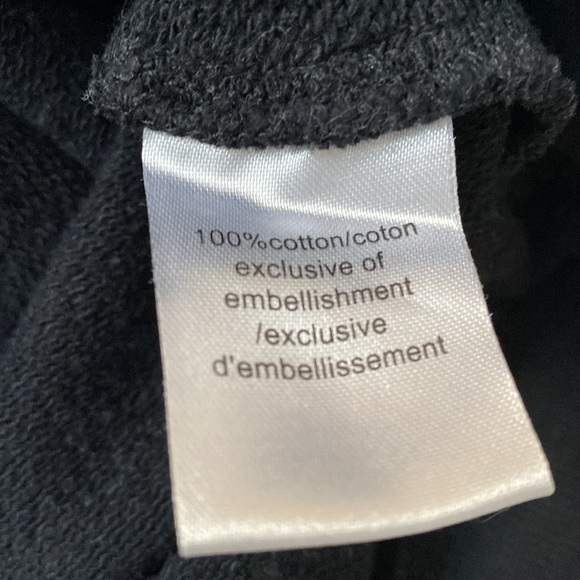 100%cotton/coton
exclusive of
embellishment
/exclusive
d'embellissement